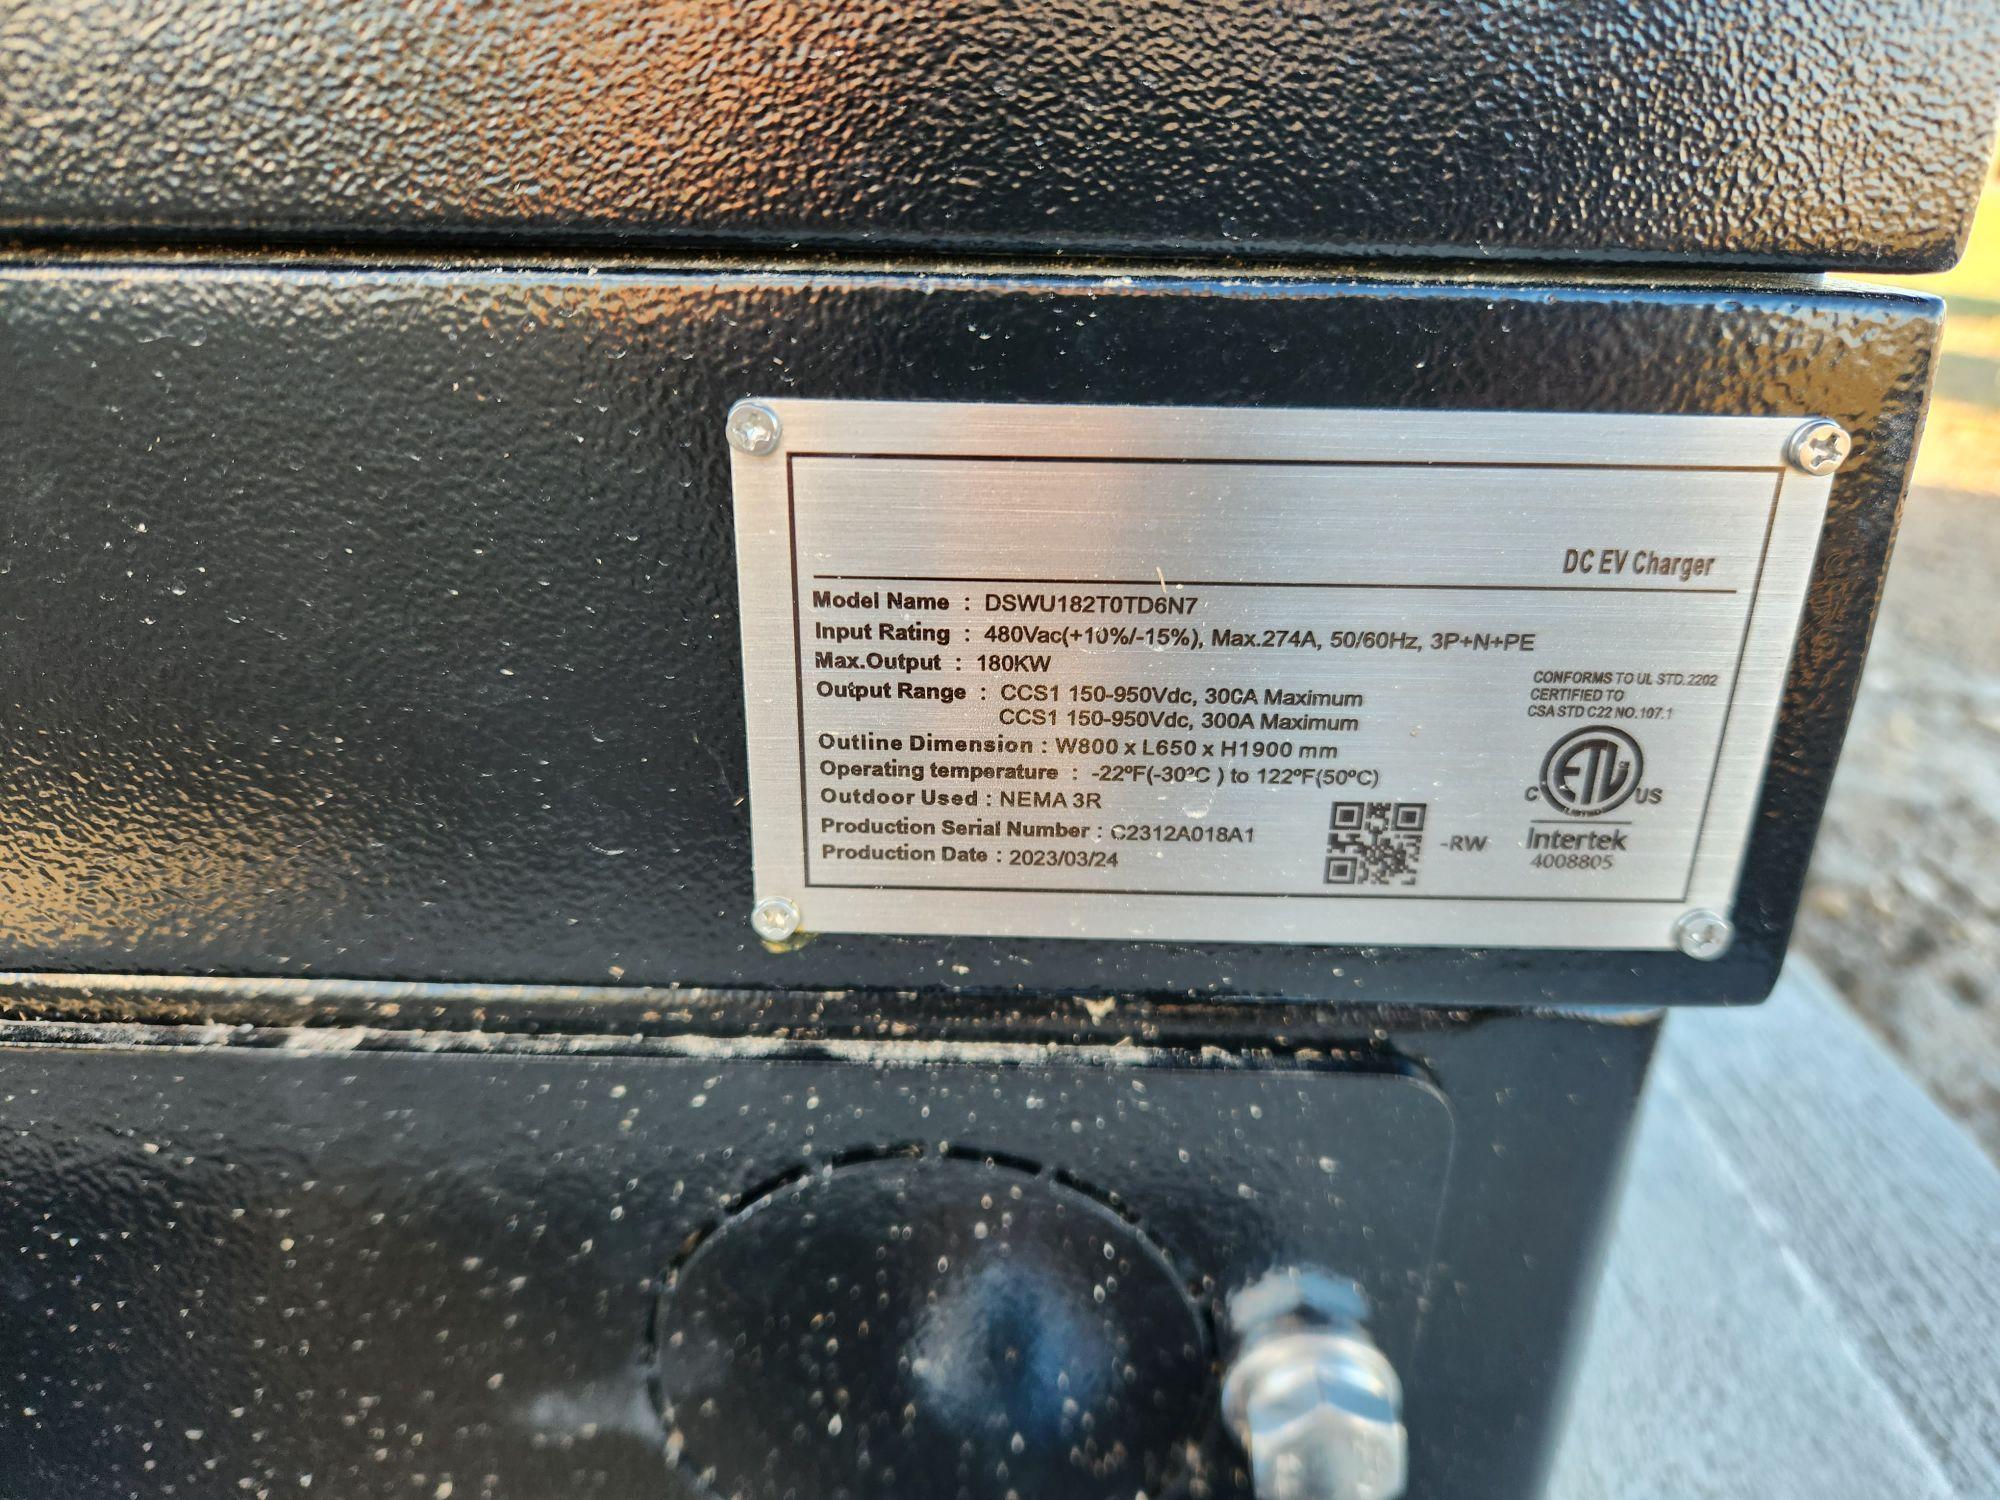 DC EV Charger
Model Name : DSWU182T0TD6N7
Input Rating : 480Vac(+10%/-15%), Max.274A, 50/60Hz, 3P+N+PE
Max.Output : 180KW
Output Range : CCS1 150-950Vdc, 300A Maximum
CCS1 150-950Vdc, 300A Maximum
Outline Dimension : W800 x L650 x H1900 mm
Operating temperature : -22ºF(-30ºC ) to 122ºF(50ºC)
Outdoor Used : NEMA 3R
Production Serial Number : C2312A018A1
Production Date : 2023/03/24
-RW
CONFORMS TO UL STD.2202
CERTIFIED TO
CSA STD C22 NO.107.1
C ETL US
LISTED
Intertek
4008805